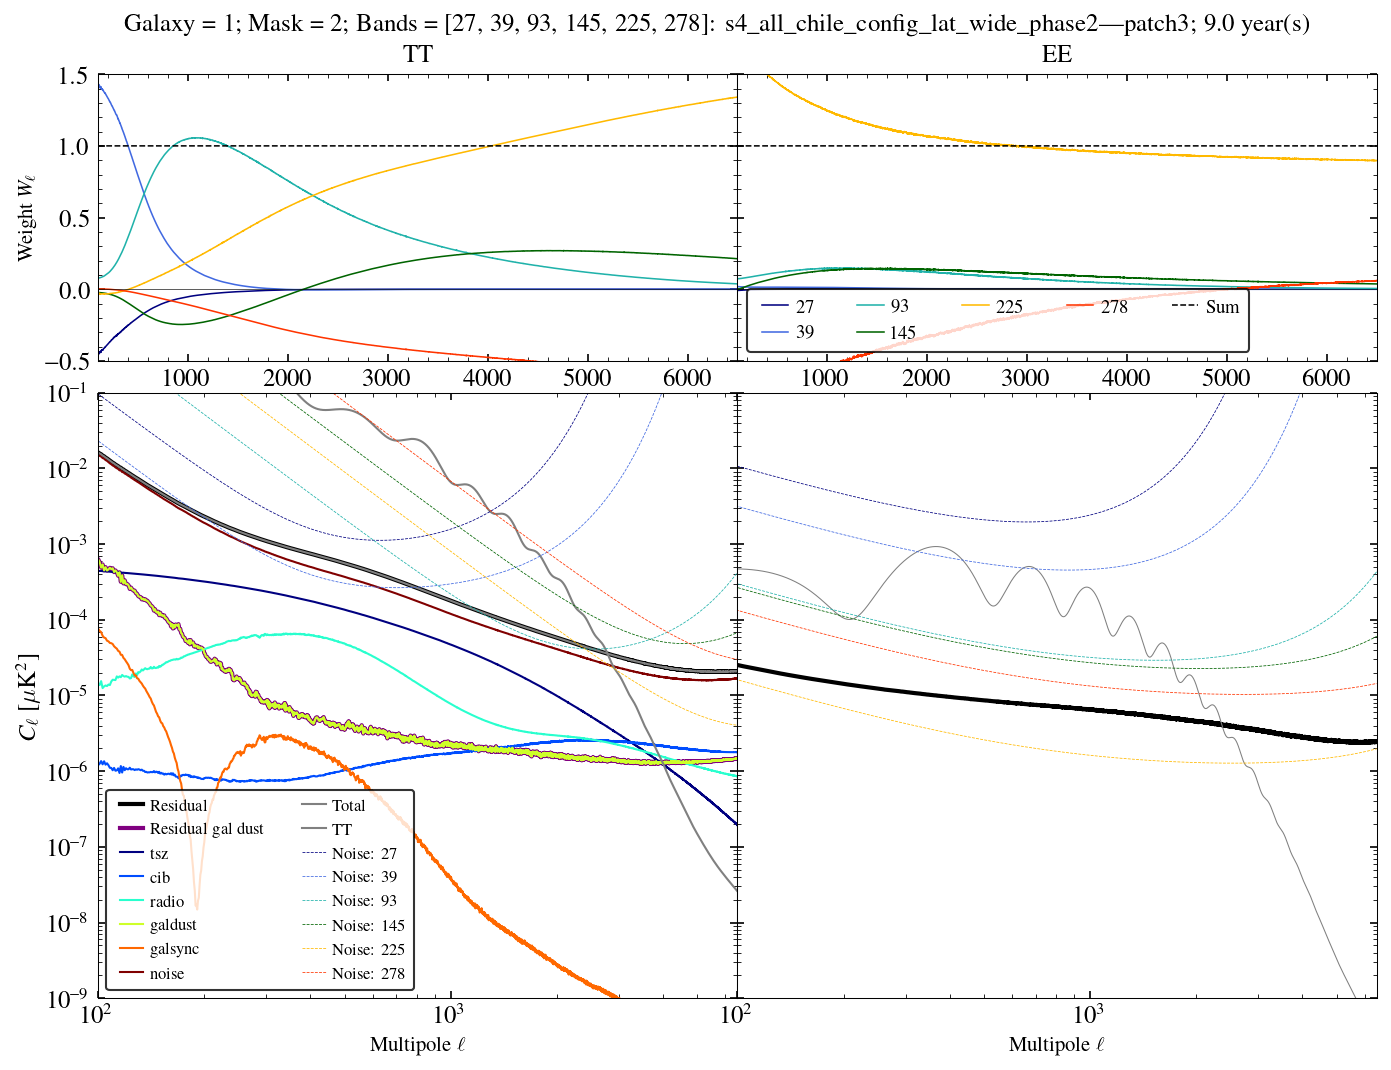 Galaxy = 1; Mask = 2; Bands = [27, 39, 93, 145, 225, 278]: s4_all_chile_config_lat_wide_phase2—patch3; 9.0 year(s)
TT EE
1.5
1.0
0.5
0.0
−0.5
Weight W_ℓ
27 93 225 278 Sum
39 145
1000 2000 3000 4000 5000 6000 1000 2000 3000 4000 5000 6000
10^{-1}
10^{-2}
10^{-3}
10^{-4}
10^{-5}
10^{-6}
10^{-7}
10^{-8}
10^{-9}
C_ℓ [μK^2]
Residual Total
Residual gal dust TT
tsz Noise: 27
cib Noise: 39
radio Noise: 93
galdust Noise: 145
galsync Noise: 225
noise Noise: 278
10^2 10^3 10^2 10^3
Multipole ℓ Multipole ℓ